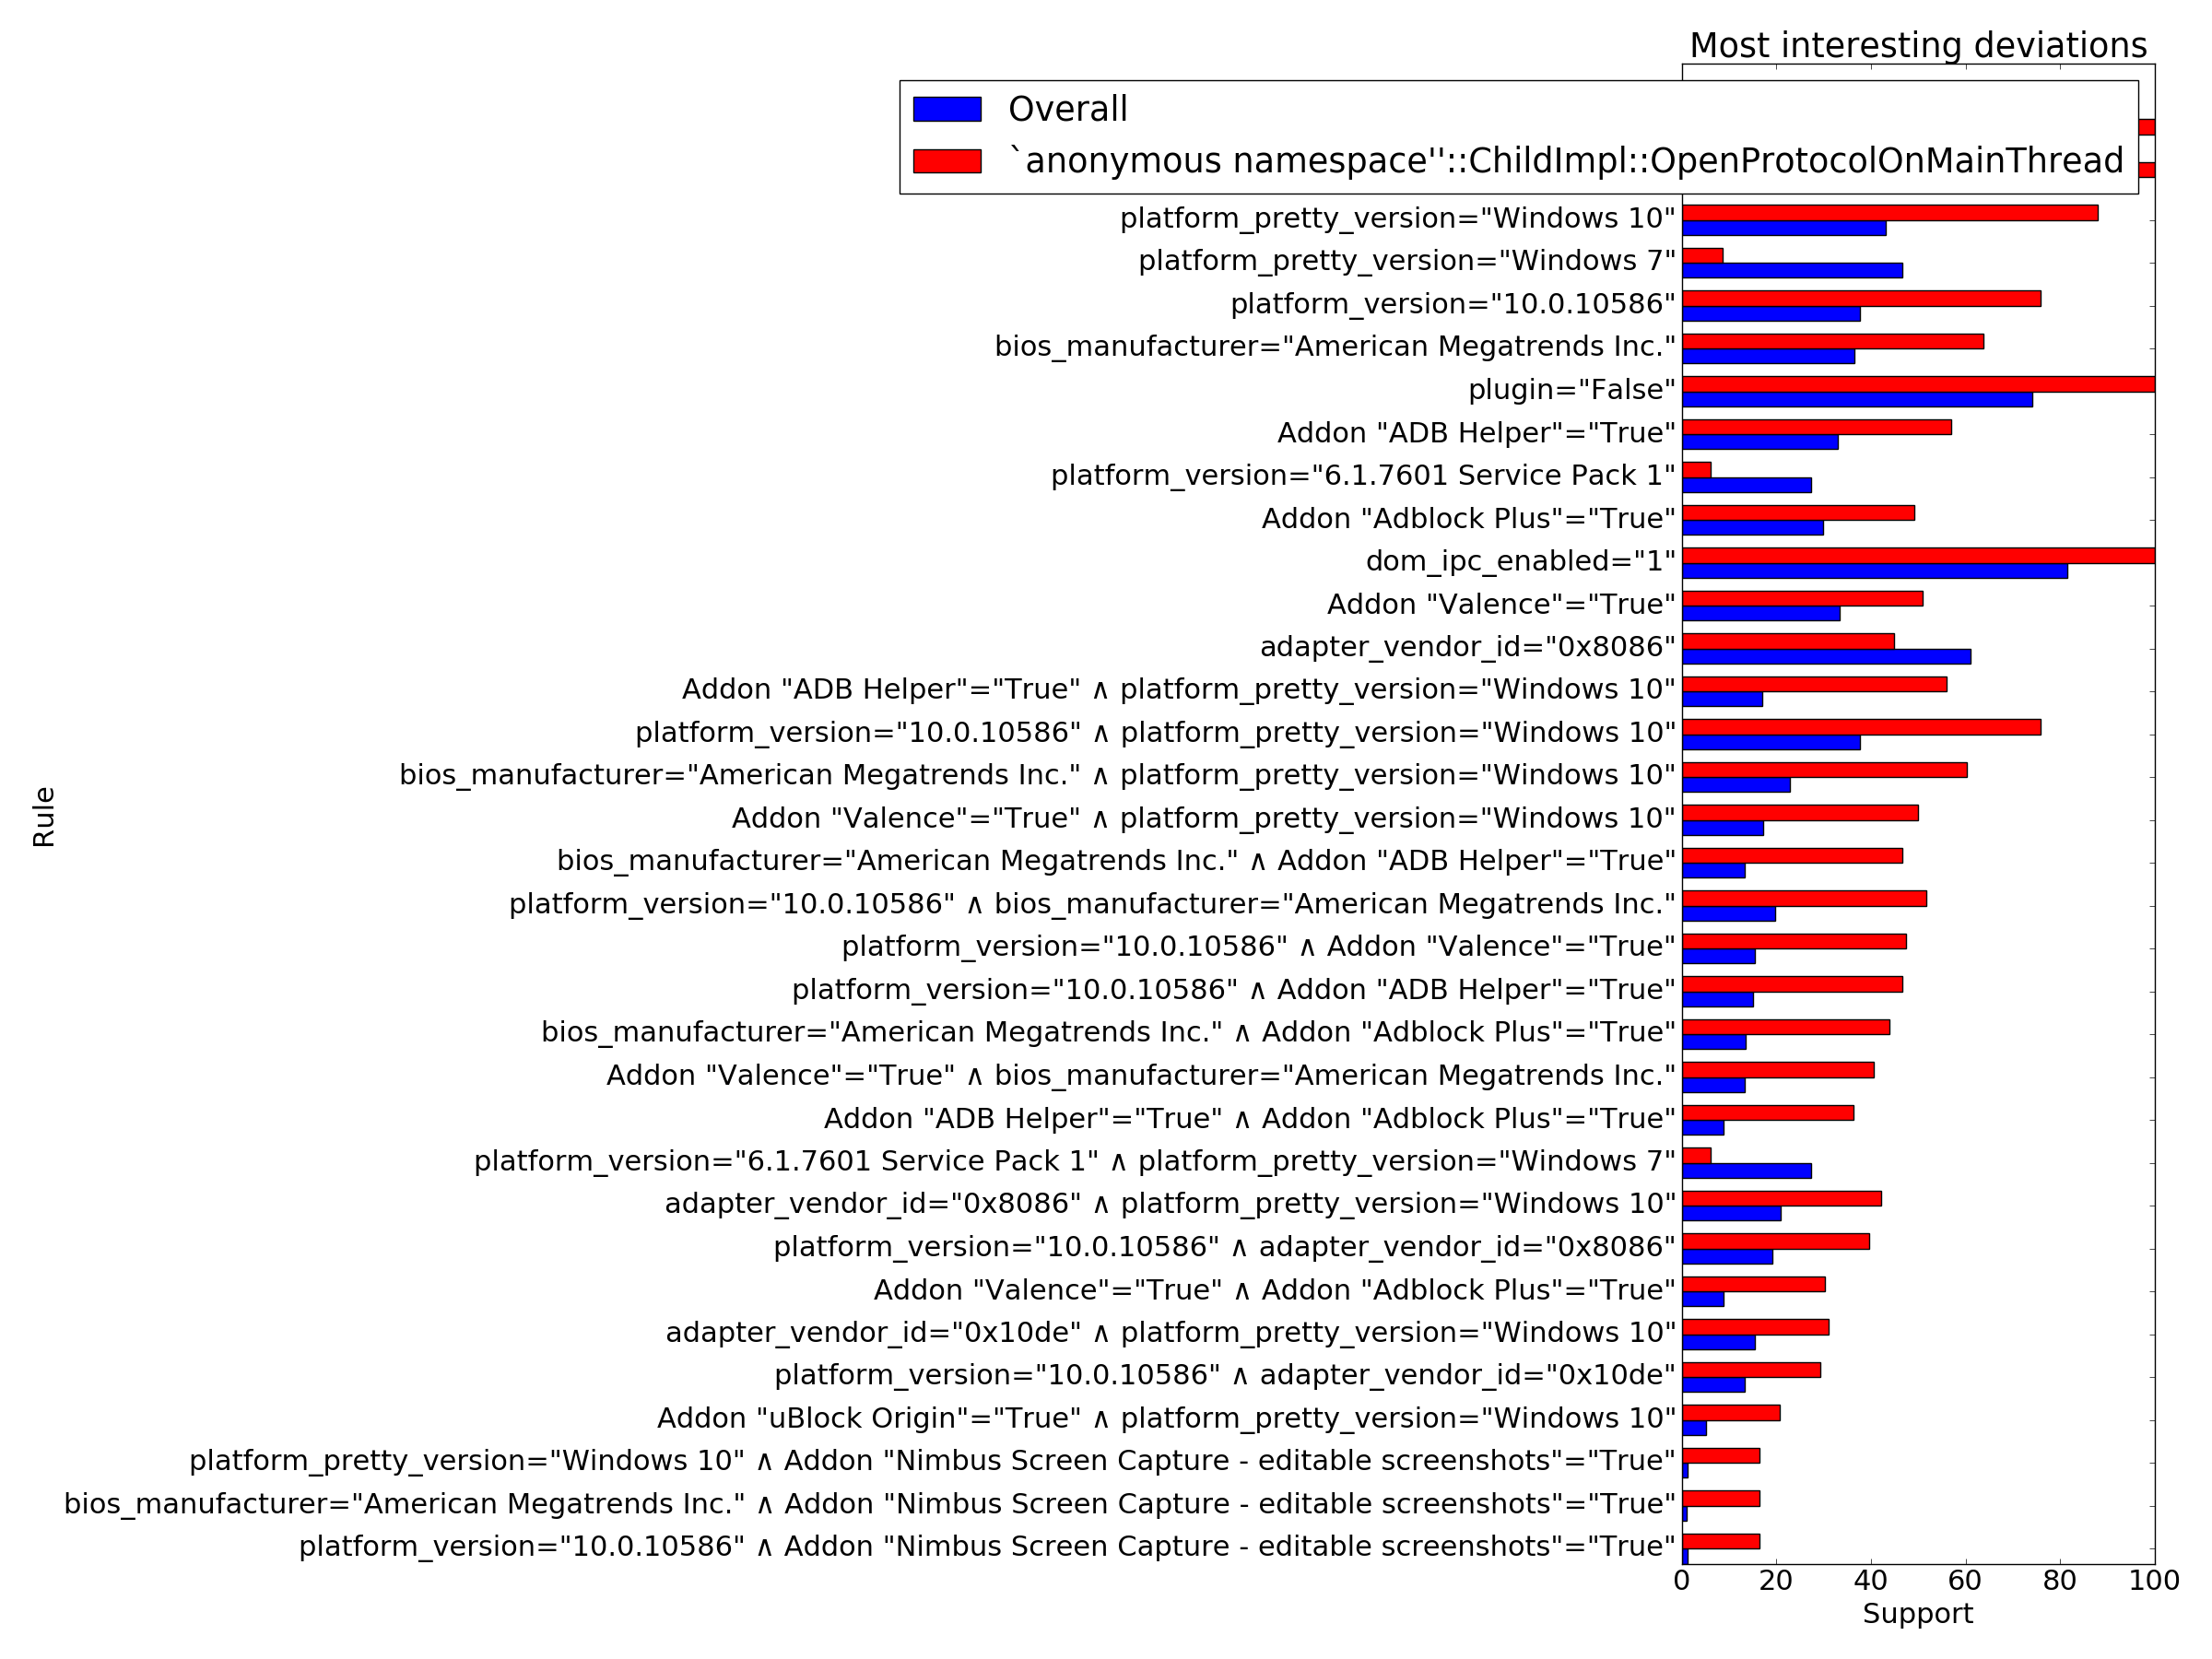 Most interesting deviations
Overall
`anonymous namespace''::ChildImpl::OpenProtocolOnMainThread
platform_pretty_version="Windows 10"
platform_pretty_version="Windows 7"
platform_version="10.0.10586"
bios_manufacturer="American Megatrends Inc."
plugin="False"
Addon "ADB Helper"="True"
platform_version="6.1.7601 Service Pack 1"
Addon "Adblock Plus"="True"
dom_ipc_enabled="1"
Addon "Valence"="True"
adapter_vendor_id="0x8086"
Addon "ADB Helper"="True" ∧ platform_pretty_version="Windows 10"
platform_version="10.0.10586" ∧ platform_pretty_version="Windows 10"
bios_manufacturer="American Megatrends Inc." ∧ platform_pretty_version="Windows 10"
Addon "Valence"="True" ∧ platform_pretty_version="Windows 10"
bios_manufacturer="American Megatrends Inc." ∧ Addon "ADB Helper"="True"
platform_version="10.0.10586" ∧ bios_manufacturer="American Megatrends Inc."
platform_version="10.0.10586" ∧ Addon "Valence"="True"
platform_version="10.0.10586" ∧ Addon "ADB Helper"="True"
bios_manufacturer="American Megatrends Inc." ∧ Addon "Adblock Plus"="True"
Addon "Valence"="True" ∧ bios_manufacturer="American Megatrends Inc."
Addon "ADB Helper"="True" ∧ Addon "Adblock Plus"="True"
platform_version="6.1.7601 Service Pack 1" ∧ platform_pretty_version="Windows 7"
adapter_vendor_id="0x8086" ∧ platform_pretty_version="Windows 10"
platform_version="10.0.10586" ∧ adapter_vendor_id="0x8086"
Addon "Valence"="True" ∧ Addon "Adblock Plus"="True"
adapter_vendor_id="0x10de" ∧ platform_pretty_version="Windows 10"
platform_version="10.0.10586" ∧ adapter_vendor_id="0x10de"
Addon "uBlock Origin"="True" ∧ platform_pretty_version="Windows 10"
platform_pretty_version="Windows 10" ∧ Addon "Nimbus Screen Capture - editable screenshots"="True"
bios_manufacturer="American Megatrends Inc." ∧ Addon "Nimbus Screen Capture - editable screenshots"="True"
platform_version="10.0.10586" ∧ Addon "Nimbus Screen Capture - editable screenshots"="True"
Rule
0 20 40 60 80 100
Support